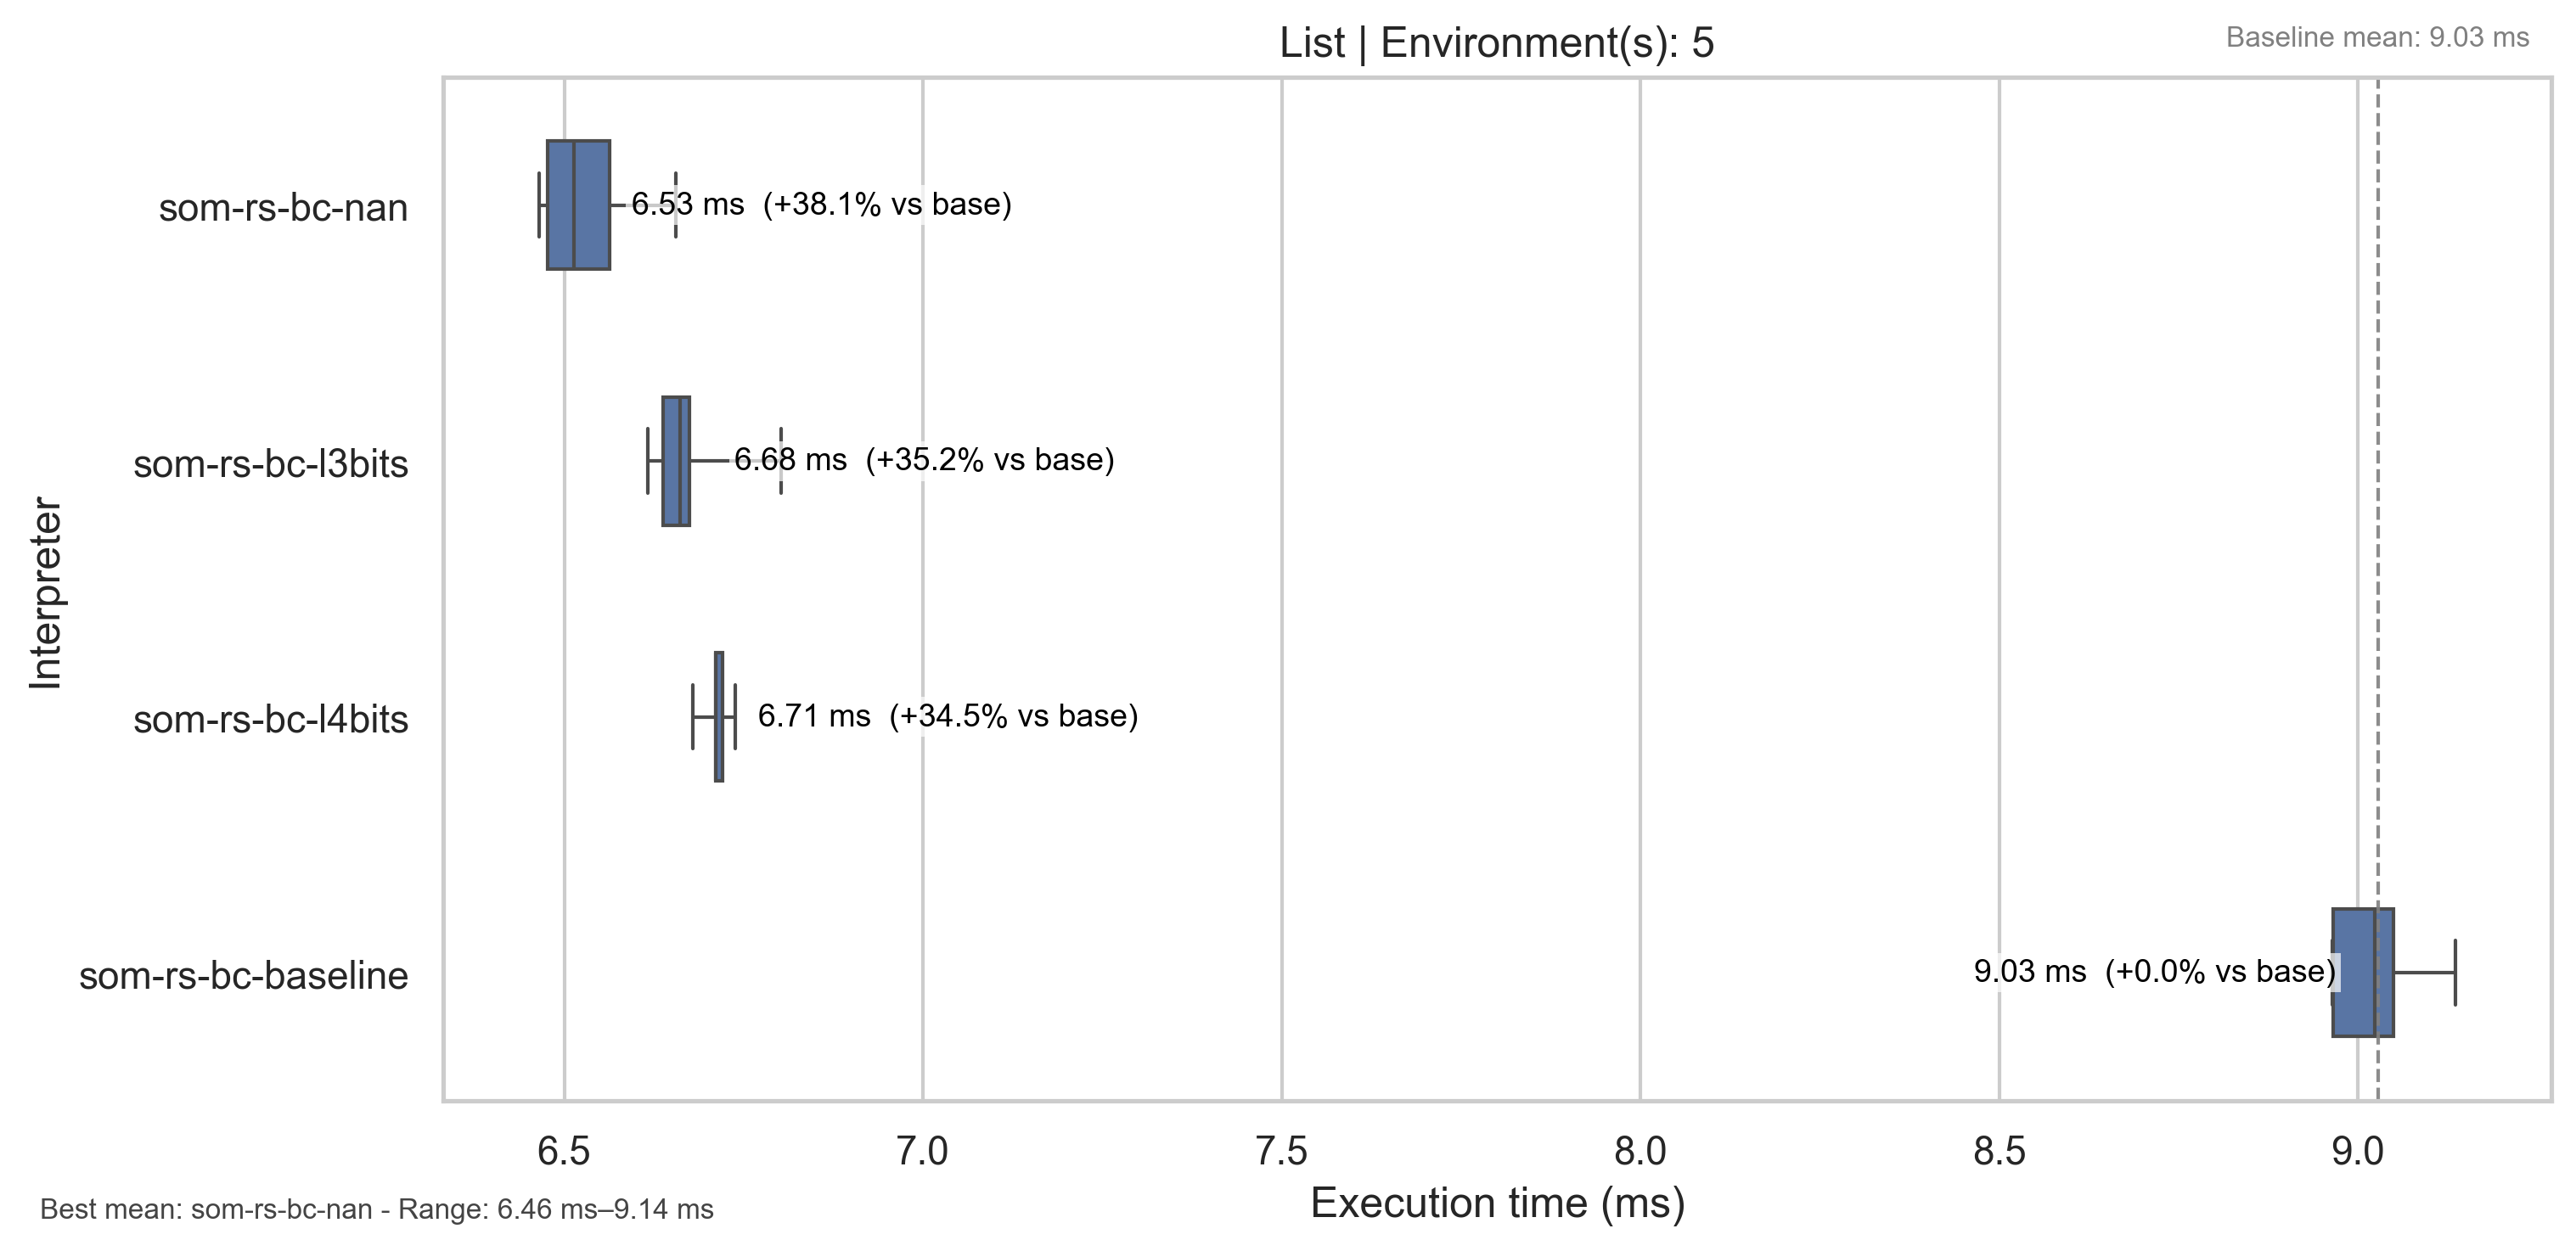 List | Environment(s): 5
Baseline mean: 9.03 ms
Interpreter
som-rs-bc-nan
6.53 ms (+38.1% vs base)
som-rs-bc-l3bits
6.68 ms (+35.2% vs base)
som-rs-bc-l4bits
6.71 ms (+34.5% vs base)
som-rs-bc-baseline
9.03 ms (+0.0% vs base)
6.5 7.0 7.5 8.0 8.5 9.0
Execution time (ms)
Best mean: som-rs-bc-nan - Range: 6.46 ms–9.14 ms